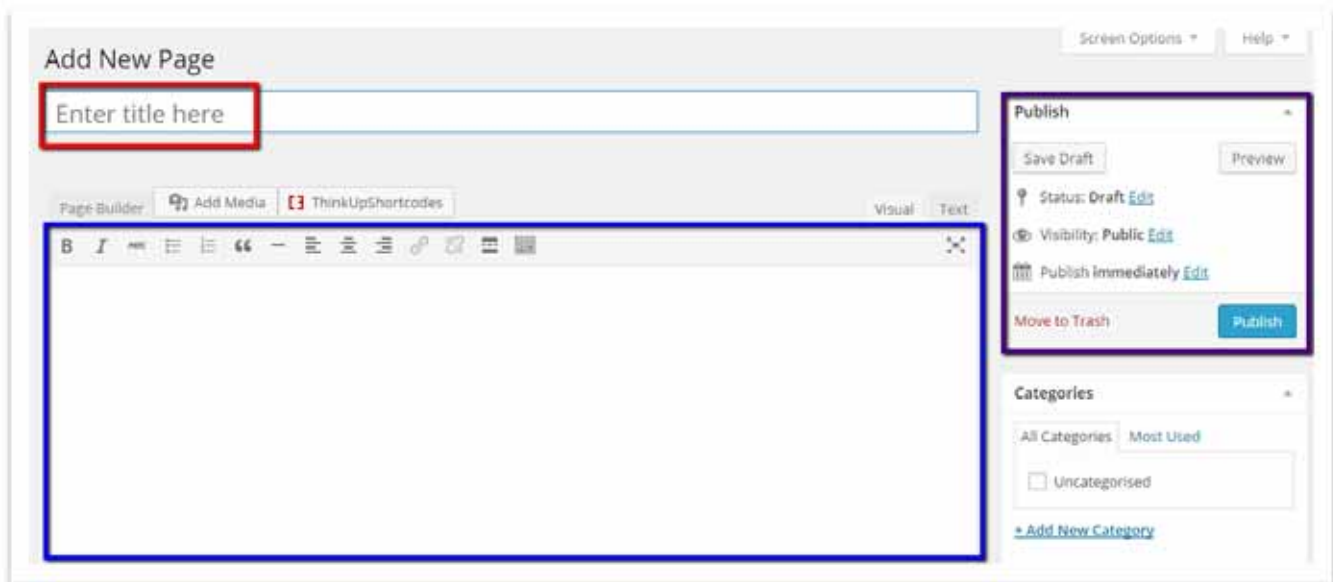 Screen Options Help
Add New Page
Enter title here
Page Builder Add Media ThinkUpShortcodes Visual Text
B I ABC
Publish
Save Draft Preview
Status: Draft Edit
Visibility: Public Edit
Publish immediately Edit
Move to Trash Publish
Categories
All Categories Most Used
Uncategorised
+ Add New Category